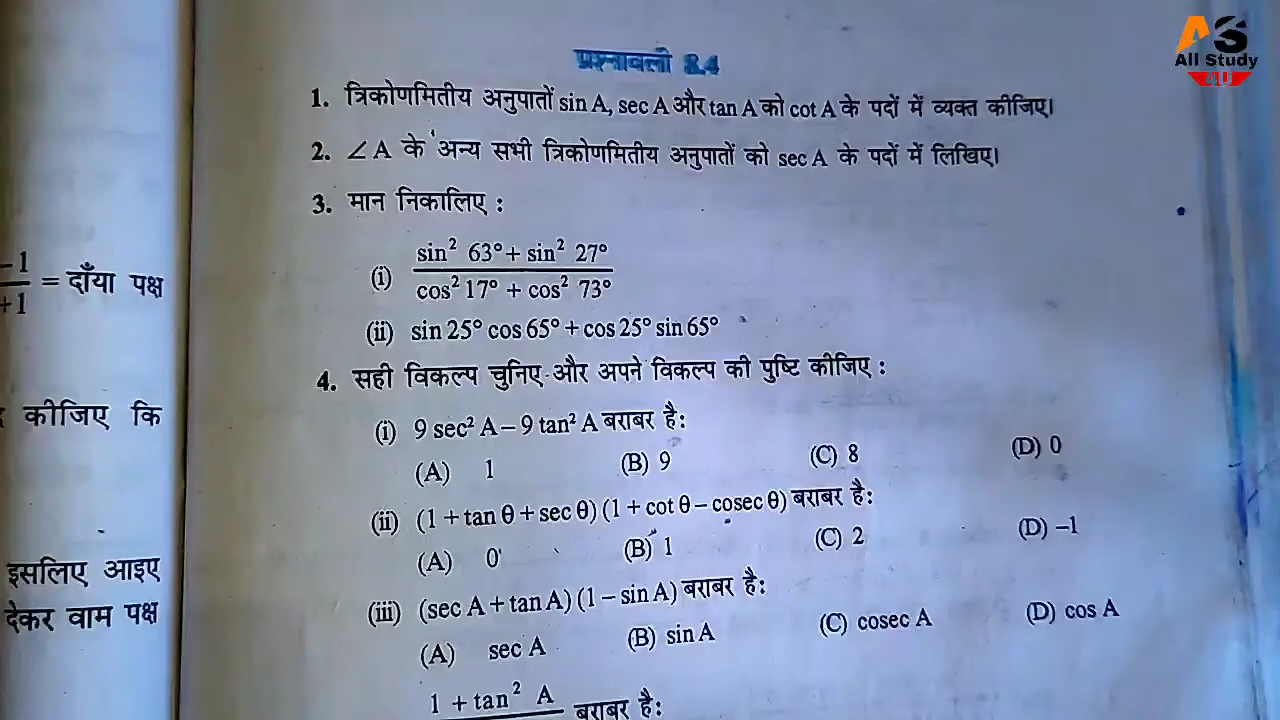 AS
All Study
4U
प्रश्नावली 8.4
1. त्रिकोणमितीय अनुपातों sin A, sec A और tan A को cot A के पदों में व्यक्त कीजिए।
2. ∠A के अन्य सभी त्रिकोणमितीय अनुपातों को sec A के पदों में लिखिए।
3. मान निकालिए :
(i) sin² 63° + sin² 27°
cos² 17° + cos² 73°
(ii) sin 25° cos 65° + cos 25° sin 65°
4. सही विकल्प चुनिए और अपने विकल्प की पुष्टि कीजिए :
(i) 9 sec² A – 9 tan² A बराबर है:
(A) 1 (B) 9 (C) 8 (D) 0
(ii) (1 + tan θ + sec θ) (1 + cot θ – cosec θ) बराबर है:
(A) 0 (B) 1 (C) 2 (D) –1
(iii) (sec A + tan A) (1 – sin A) बराबर है:
(A) sec A (B) sin A (C) cosec A (D) cos A
1 + tan² A
बराबर है:
–1
+1
= दाँया पक्ष
कीजिए कि
इसलिए आइए
देकर वाम पक्ष